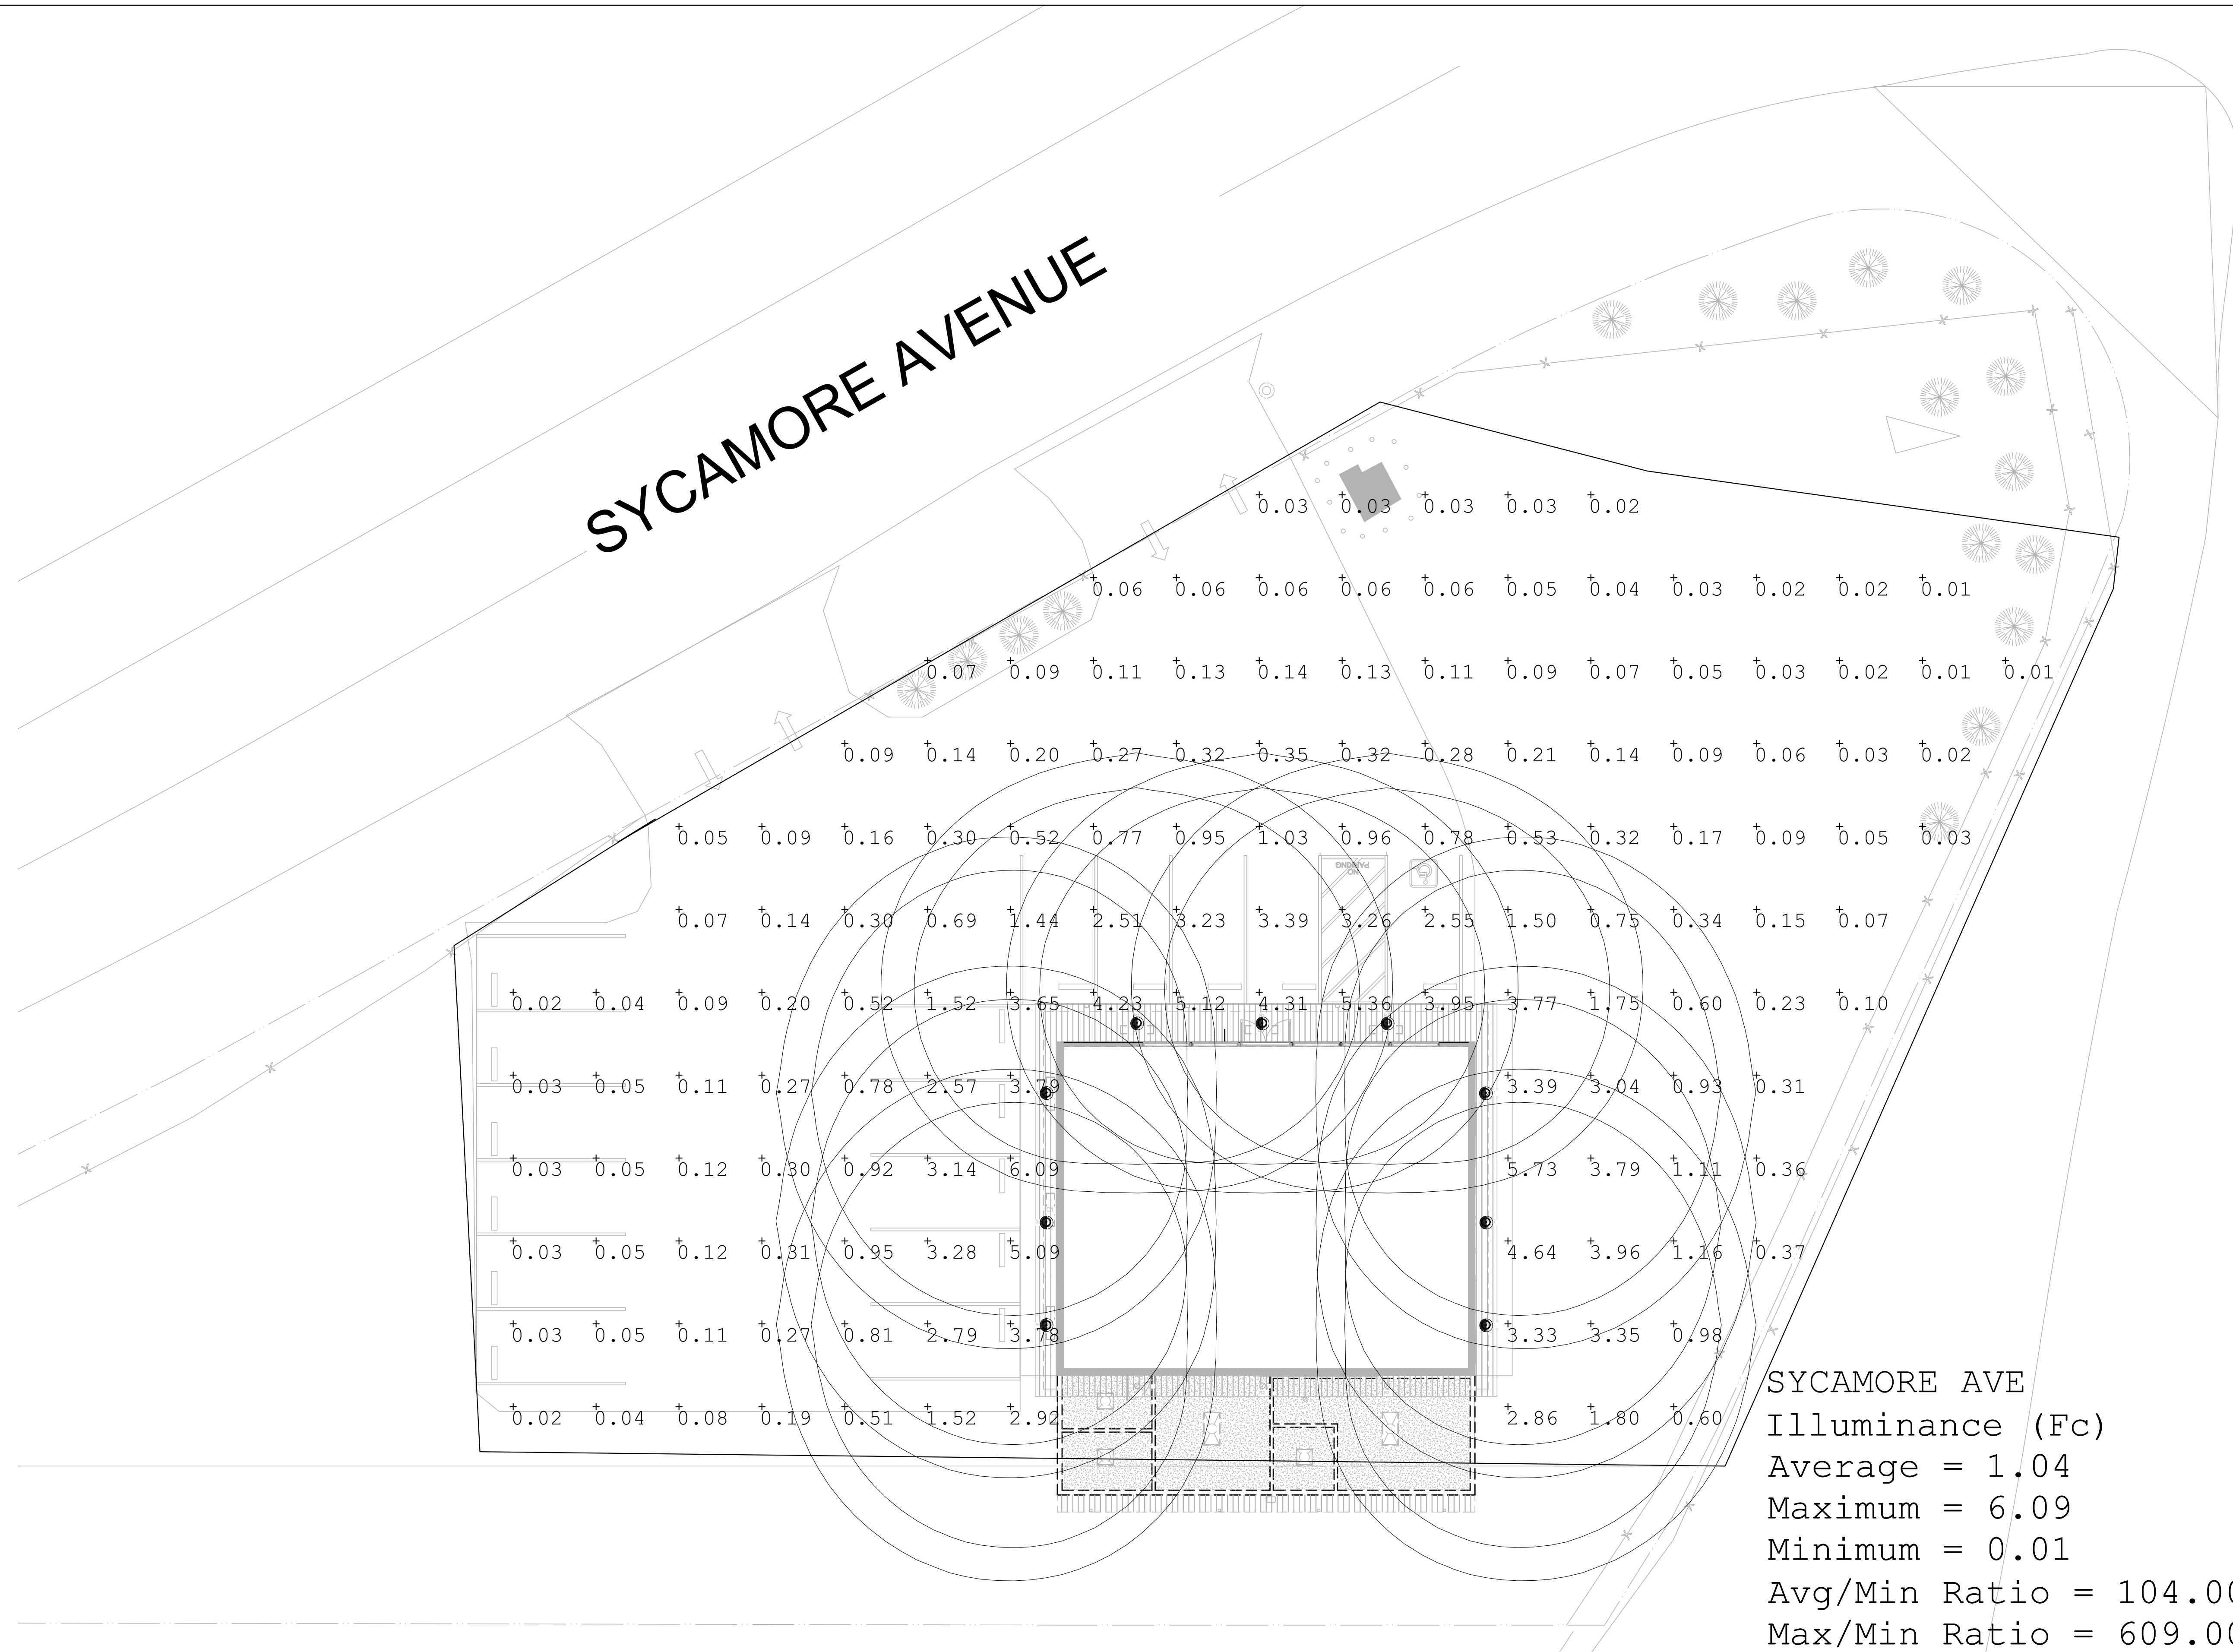 SYCAMORE AVENUE
0.03 0.03 0.03 0.03 0.02
0.06 0.06 0.06 0.06 0.06 0.05 0.04 0.03 0.02 0.02 0.01
0.07 0.09 0.11 0.13 0.14 0.13 0.11 0.09 0.07 0.05 0.03 0.02 0.01 0.01
0.09 0.14 0.20 0.27 0.32 0.35 0.32 0.28 0.21 0.14 0.09 0.06 0.03 0.02
0.05 0.09 0.16 0.30 0.52 0.77 0.95 1.03 0.96 0.78 0.53 0.32 0.17 0.09 0.05 0.03
NO
PARKING
0.07 0.14 0.30 0.69 1.44 2.51 3.23 3.39 3.26 2.55 1.50 0.75 0.34 0.15 0.07
0.02 0.04 0.09 0.20 0.52 1.52 3.65 4.23 5.12 4.31 5.36 3.95 3.77 1.75 0.60 0.23 0.10
0.03 0.05 0.11 0.27 0.78 2.57 3.79 3.39 3.04 0.93 0.31
0.03 0.05 0.12 0.30 0.92 3.14 6.09 5.73 3.79 1.11 0.36
0.03 0.05 0.12 0.31 0.95 3.28 5.09 4.64 3.96 1.16 0.37
0.03 0.05 0.11 0.27 0.81 2.79 3.78 3.33 3.35 0.98
0.02 0.04 0.08 0.19 0.51 1.52 2.92 2.86 1.80 0.60
SYCAMORE AVE
Illuminance (Fc)
Average = 1.04
Maximum = 6.09
Minimum = 0.01
Avg/Min Ratio = 104.00
Max/Min Ratio = 609.00